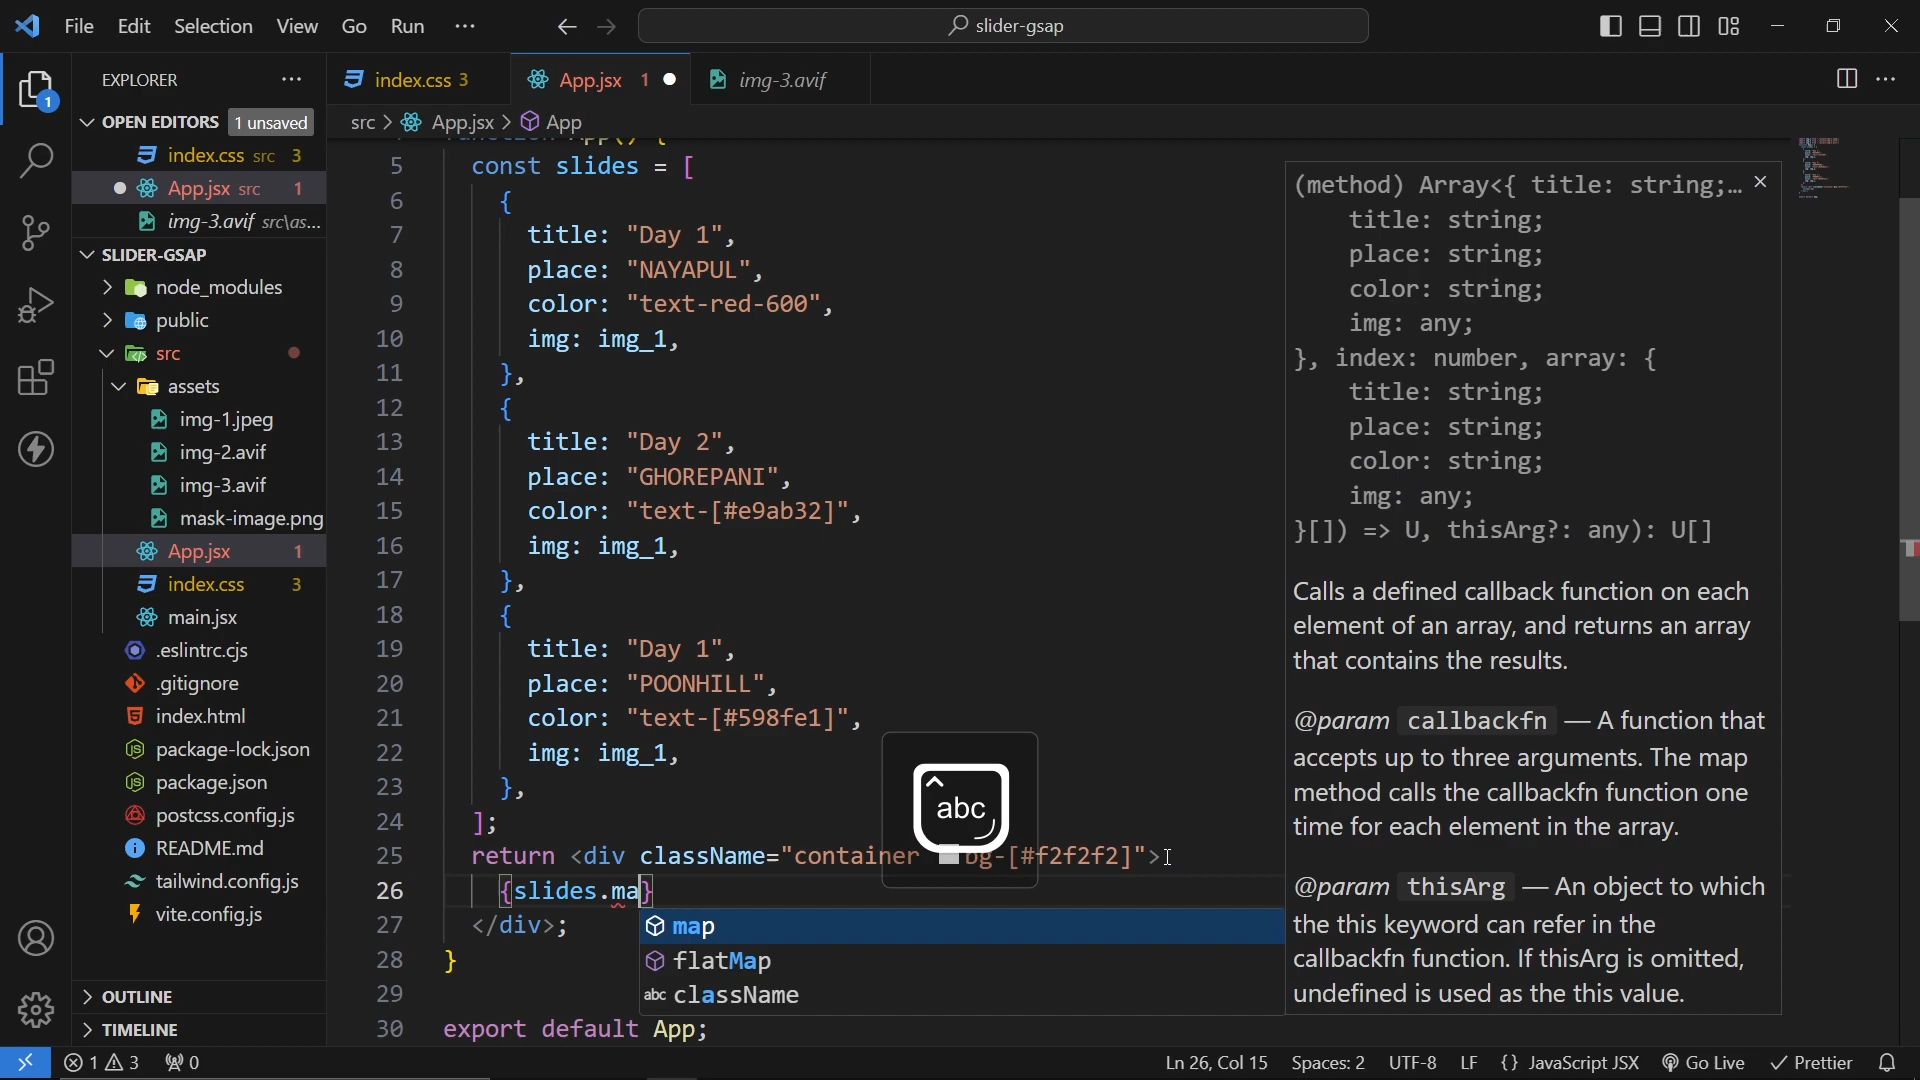 File Edit Selection View Go Run ··· slider-gsap
EXPLORER ···
OPEN EDITORS 1 unsaved
index.css src 3
App.jsx src 1
img-3.avif src\as...
SLIDER-GSAP
node_modules
public
src
assets
img-1.jpeg
img-2.avif
img-3.avif
mask-image.png
App.jsx 1
index.css 3
main.jsx
.eslintrc.cjs
.gitignore
index.html
package-lock.json
package.json
postcss.config.js
README.md
tailwind.config.js
vite.config.js
OUTLINE
TIMELINE
1
index.css 3 App.jsx 1 img-3.avif
src > App.jsx > App
5 const slides = [
6 {
7 title: "Day 1",
8 place: "NAYAPUL",
9 color: "text-red-600",
10 img: img_1,
11 },
12 {
13 title: "Day 2",
14 place: "GHOREPANI",
15 color: "text-[#e9ab32]",
16 img: img_1,
17 },
18 {
19 title: "Day 1",
20 place: "POONHILL",
21 color: "text-[#598fe1]",
22 img: img_1,
23 },
24 ];
25 return <div className="container bg-[#f2f2f2]">
26 {slides.ma}
27 </div>;
28 }
29
30 export default App;
abc
map
flatMap
abc className
(method) Array<{ title: string;…
title: string;
place: string;
color: string;
img: any;
}, index: number, array: {
title: string;
place: string;
color: string;
img: any;
}[]) => U, thisArg?: any): U[]
Calls a defined callback function on each
element of an array, and returns an array
that contains the results.
@param callbackfn — A function that
accepts up to three arguments. The map
method calls the callbackfn function one
time for each element in the array.
@param thisArg — An object to which
the this keyword can refer in the
callbackfn function. If thisArg is omitted,
undefined is used as the this value.
1 3 0 Ln 26, Col 15 Spaces: 2 UTF-8 LF {} JavaScript JSX Go Live Prettier